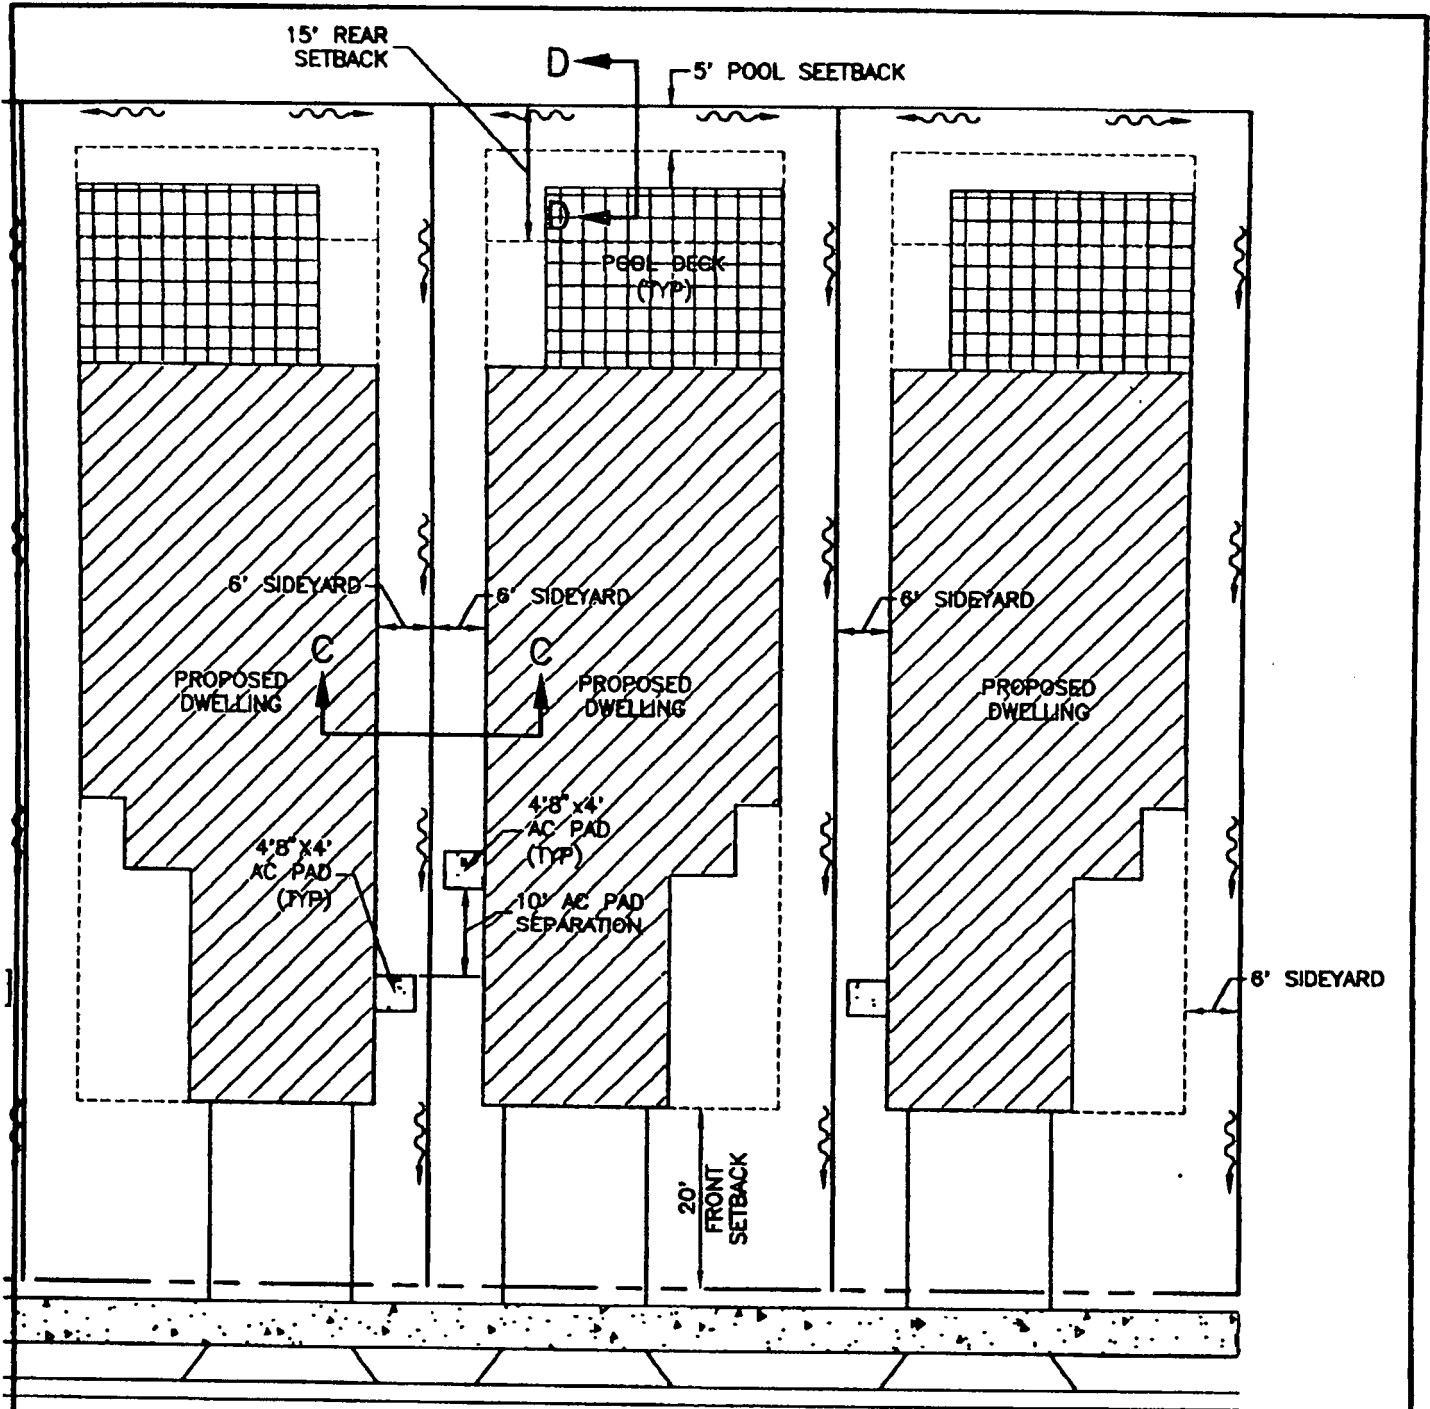 15' REAR
SETBACK
D
5' POOL SEETBACK
D
POOL DECK
(TYP)
6' SIDEYARD
6' SIDEYARD
6' SIDEYARD
C
C
PROPOSED
DWELLING
PROPOSED
DWELLING
PROPOSED
DWELLING
4'8"x4'
AC PAD
(TYP)
4'8"X4'
AC PAD
(TYP)
10' AC PAD
SEPARATION
6' SIDEYARD
20'
FRONT
SETBACK